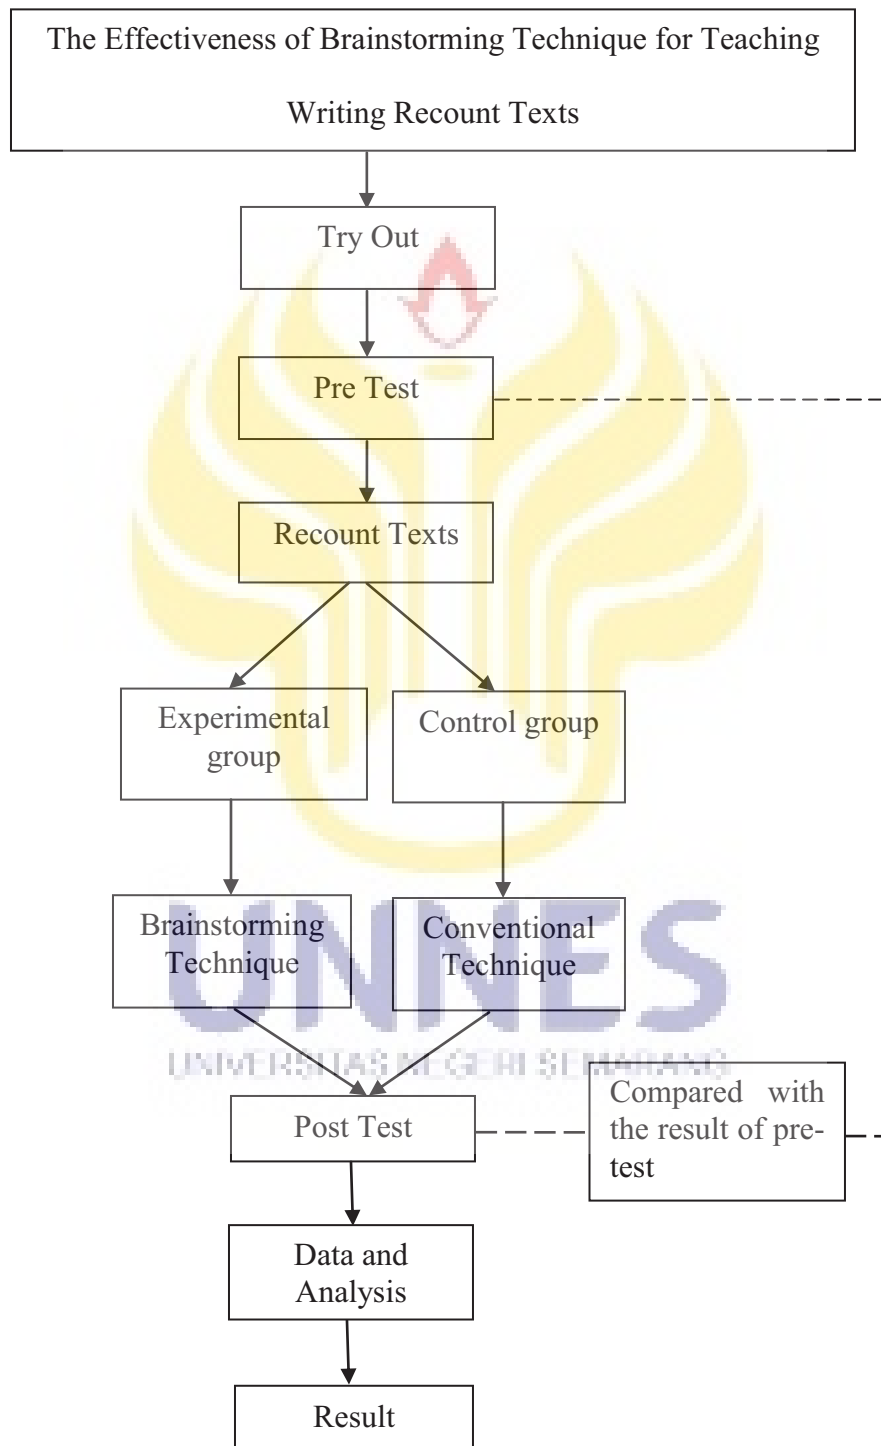 The Effectiveness of Brainstorming Technique for Teaching
Writing Recount Texts
Try Out
Pre Test
Recount Texts
Experimental
group
Control group
Brainstorming
Technique
Conventional
Technique
UNNES
UNIVERSITAS NEGERI SEMARANG
Post Test
Compared with
the result of pre-
test
Data and
Analysis
Result